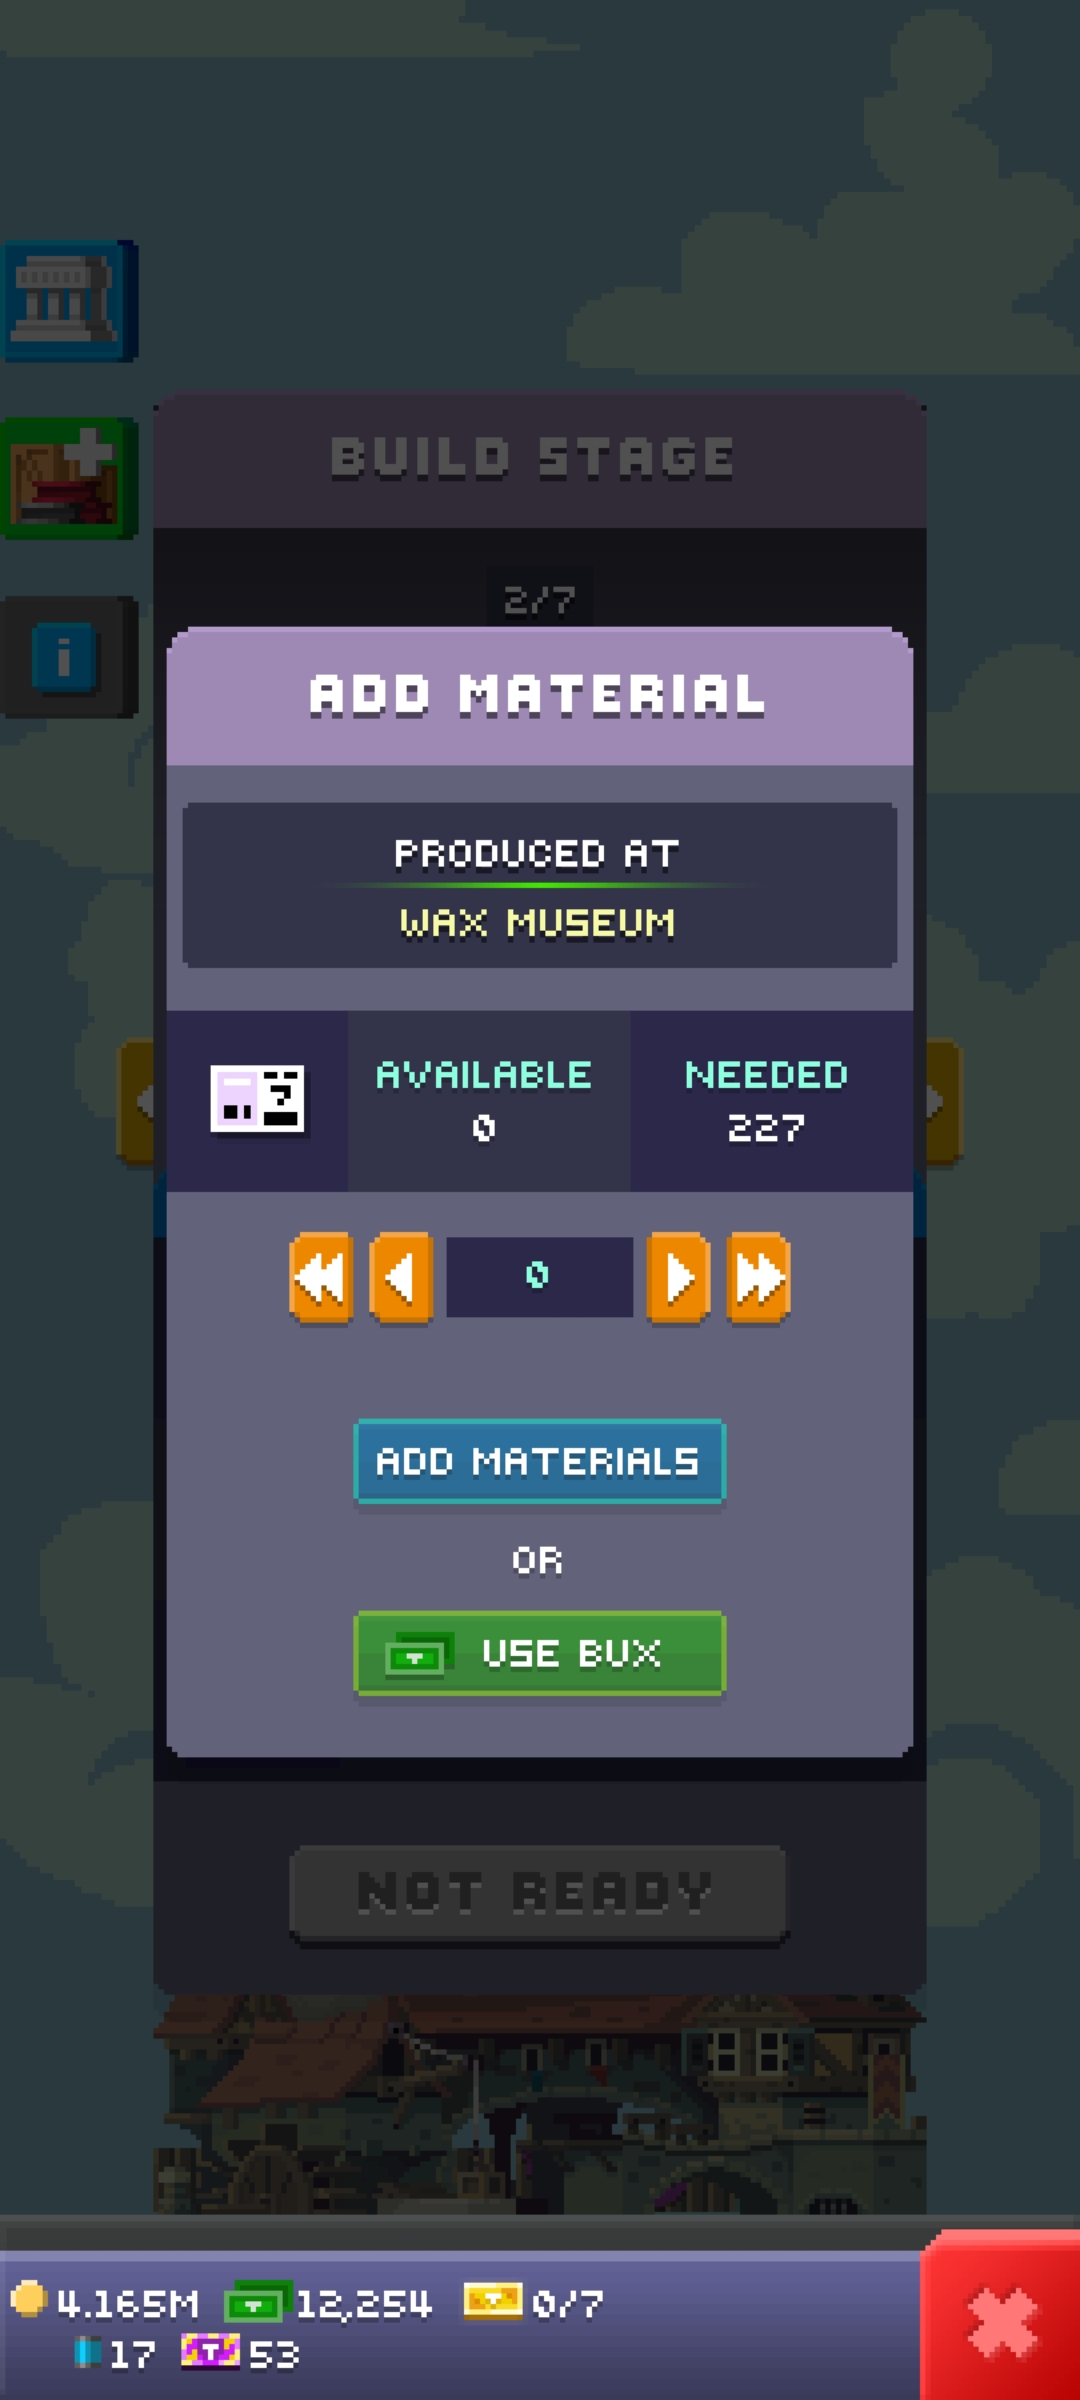 BUILD STAGE
2/7
ADD MATERIAL
PRODUCED AT
WAX MUSEUM
AVAILABLE
0
NEEDED
227
0
ADD MATERIALS
OR
USE BUX
NOT READY
4.165M 12,254 0/7
17 53